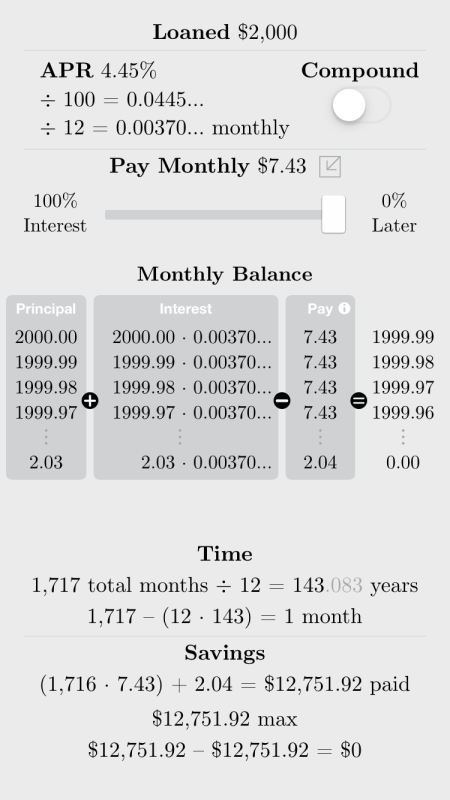 Loaned $2,000
APR 4.45%
Compound
÷ 100 = 0.0445...
÷ 12 = 0.00370... monthly
Pay Monthly $7.43
100%
Interest
0%
Later
Monthly Balance
Principal Interest Pay
2000.00 2000.00 · 0.00370... 7.43 1999.99
1999.99 1999.99 · 0.00370... 7.43 1999.98
1999.98 1999.98 · 0.00370... 7.43 1999.97
1999.97 + 1999.97 · 0.00370... − 7.43 = 1999.96
⋮ ⋮ ⋮ ⋮
2.03 2.03 · 0.00370... 2.04 0.00
Time
1,717 total months ÷ 12 = 143.083 years
1,717 – (12 · 143) = 1 month
Savings
(1,716 · 7.43) + 2.04 = $12,751.92 paid
$12,751.92 max
$12,751.92 – $12,751.92 = $0